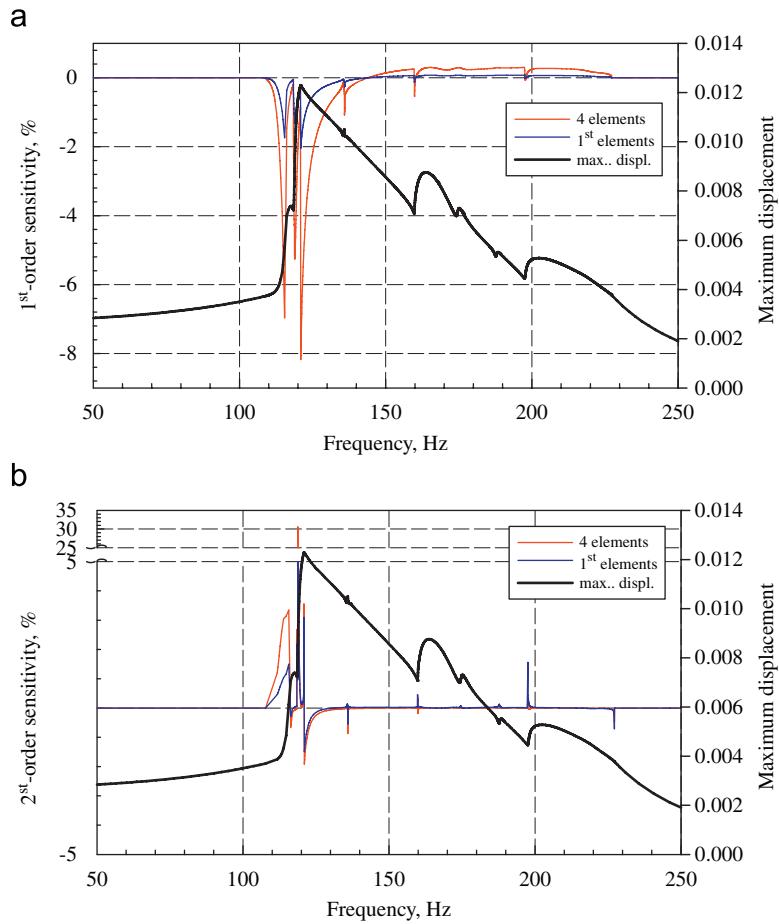 a
0.014
0.012
0.010
0.008
0.006
0.004
0.002
0.000
0
-2
-4
-6
-8
1st-order sensitivity, %
Maximum displacement
4 elements
1st elements
max.. displ.
50 100 150 200 250
Frequency, Hz
b
35
30
25
5
-5
2st-order sensitivity, %
0.014
0.012
0.010
0.008
0.006
0.004
0.002
0.000
Maximum displacement
4 elements
1st elements
max.. displ.
50 100 150 200 250
Frequency, Hz